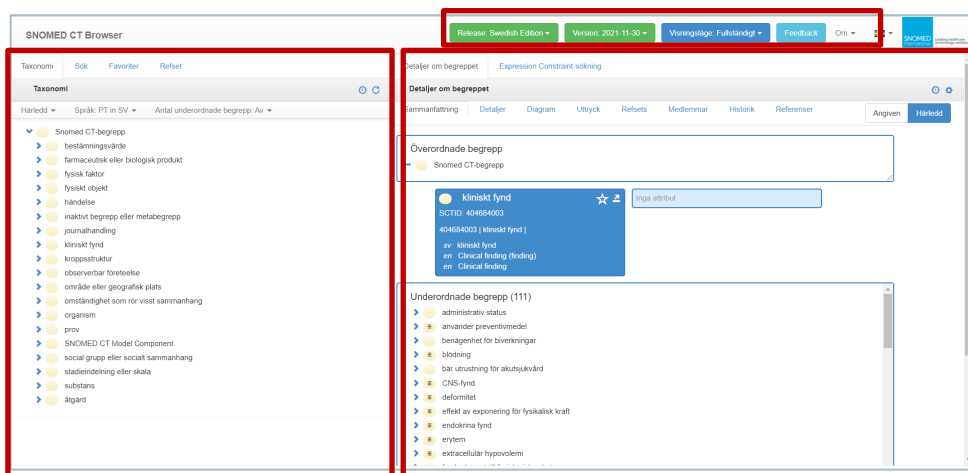 SNOMED CT Browser
Release: Swedish Edition
Version: 2021-11-30
Visningsläge: Fullständigt
Feedback
Om
SNOMED
International
Leading healthcare
terminology, worldwide
Taxonomi Sök Favoriter Refset
Taxonomi
Härledd Språk: PT in SV Antal underordnade begrepp: Av
Snomed CT-begrepp
bestämningsvärde
farmaceutisk eller biologisk produkt
fysisk faktor
fysiskt objekt
händelse
inaktivt begrepp eller metabegrepp
journalhandling
kliniskt fynd
kroppsstruktur
observerbar företeelse
område eller geografisk plats
omständighet som rör visst sammanhang
organism
prov
SNOMED CT Model Component
social grupp eller socialt sammanhang
stadieindelning eller skala
substans
åtgärd
Detaljer om begreppet Expression Constraint-sökning
Detaljer om begreppet
Sammanfattning Detaljer Diagram Uttryck Refsets Medlemmar Historik Referenser
Angiven Härledd
Överordnade begrepp
Snomed CT-begrepp
kliniskt fynd
SCTID: 404684003
404684003 | kliniskt fynd |
sv kliniskt fynd
en Clinical finding (finding)
en Clinical finding
Inga attribut
Underordnade begrepp (111)
administrativ status
använder preventivmedel
benägenhet för biverkningar
blödning
bär utrustning för akutsjukvård
CNS-fynd
deformitet
effekt av exponering för fysikalisk kraft
endokrina fynd
erytem
extracellulär hypovolemi